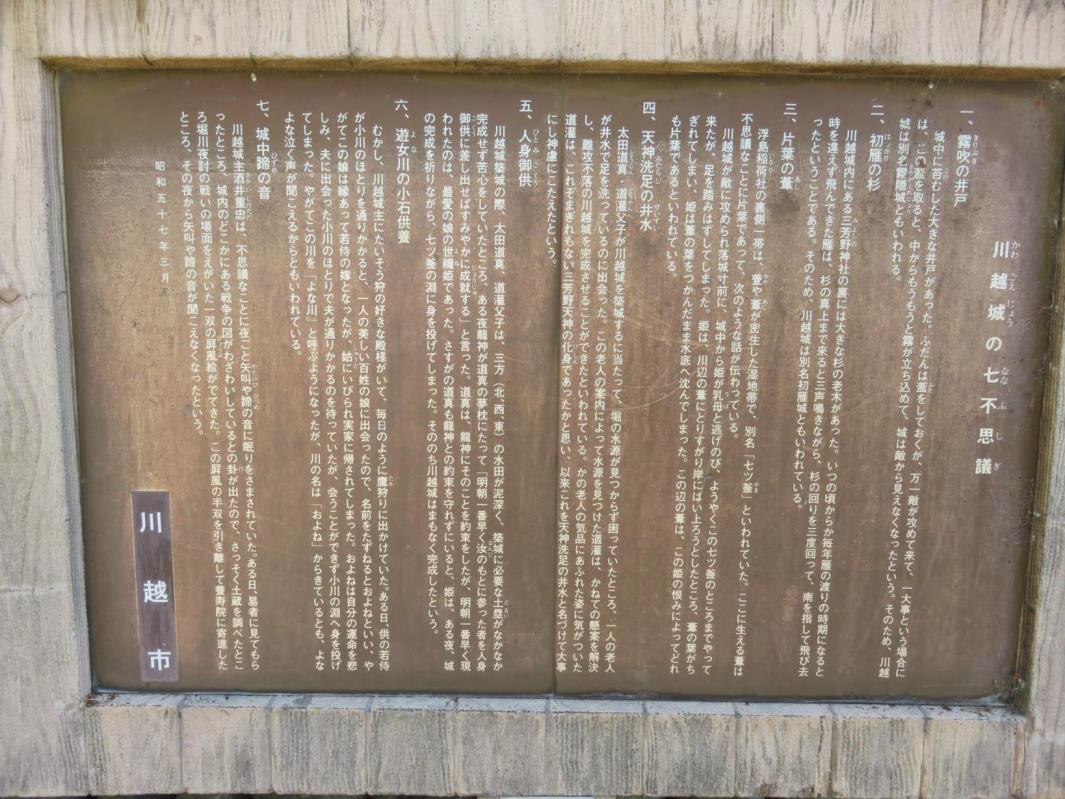 川越城の七不思議
一、霧吹の井戸
城中に苔むした大きな井戸があった。ふだんは蓋をしておくが、万一敵が攻めて来て、一大事という場合に
は、この蓋を取ると、中からもうもうと霧が立ち込めて、城は敵から見えなくなったという。そのため、川越
城は別名霧隠城ともいわれる。
二、初雁の杉
川越城内にある三芳野神社の裏には大きな杉の老木があった。いつの頃からか毎年雁の渡りの時期になると
時を違えず飛んできた雁は、杉の真上まで来ると三声鳴きながら、杉の回りを三度回って、南を指して飛び去
ったということである。そのため、川越城は別名初雁城ともいわれている。
三、片葉の葦
浮島稲荷社の裏側一帯は、萱や、葦が密生した湿地帯で、別名「七ツ釜」といわれていた。ここに生える葦は
不思議なことに片葉であって、次のような話が伝わっている。
川越城が敵に攻められ落城寸前に、城中から姫が乳母と逃げのび、ようやくこの七ツ釜のところまでやって
来たが、足を踏みはずしてしまった。姫は、川辺の葦にとりすがり岸にはい上ろうとしたところ、葦の葉がち
ぎれてしまい、姫は葦の葉をつかんだまま水底へ沈んでしまった。この辺の葦は、この姫の恨みによってどれ
も片葉であるといわれている。
四、天神洗足の井水
太田道真、道灌父子が川越城を築城するに当たって、堀の水源が見つからず困っていたところ、一人の老人
が井水で足を洗っているのに出会った。この老人の案内によって水源を見つけた道灌は、かねての懸案を解決
し、難攻不落の川越城を完成させることができたといわれている。かの老人の気品にあふれた姿に気がついた
道灌は、これぞまぎれもない三芳野天神の化身であったかと思い、以来これを天神洗足の井水と名づけて大事
にし神慮にこたえたという。
五、人身御供
川越城築城の際、太田道真、道灌父子は、三方（北、西、東）の水田が泥深く、築城に必要な土塁がなかなか
完成せず苦心をしていたところ、ある夜龍神が道真の夢枕にたって「明朝一番早く汝のもとに参った者を人身
御供に差し出せばすみやかに成就する」と言った。道真は、龍神にそのことを約束をしたが、明朝一番早く現
われたのは、最愛の娘の世禰姫であった。さすがの道真も龍神との約束を守れずにいると、姫は、ある夜、城
の完成を祈りながら、七ツ釜の淵に身を投げてしまった。そののち川越城はまもなく完成したという。
六、遊女川の小石供養
むかし、川越城主にたいそう狩の好きな殿様がいて、毎日のように鷹狩りに出かけていた。ある日、供の若侍
が小川のほとりを通りかかると、一人の美しい百姓の娘に出会ったので、名前をたずねるとおよねといい、や
がてこの娘は縁あって若侍の嫁となったが、姑にいびられ実家に帰されてしまった。およねは自分の運命を悲
しみ、夫に出会った小川のほとりで夫が通りかかるのを待っていたが、会うことができず小川の淵へ身を投げ
てしまった。やがてこの川を「よな川」と呼ぶようになったが、川の名は「およね」からきているとも、よな
よな泣く声が聞こえるからともいわれている。
七、城中蹄の音
川越城主酒井重忠は、不思議なことに夜ごと矢叫や蹄の音に眠りをさまされていた。ある日、易者に見てもら
ったところ、城内のどこかにある戦争の図がわざわいしているとの卦が出たので、さっそく土蔵を調べたとこ
ろ堀川夜討の戦いの場面をえがいた一双の屏風絵がでてきた。この屏風の半双を引き離して養寿院に寄進した
ところ、その夜から矢叫や蹄の音が聞こえなくなったという。
昭和五十七年三月
川越市